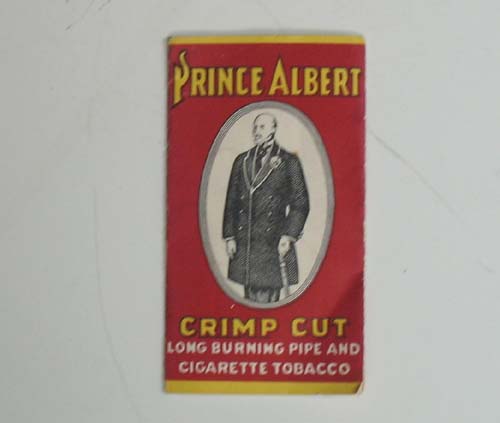 PRINCE ALBERT
CRIMP CUT
LONG BURNING PIPE AND
CIGARETTE TOBACCO